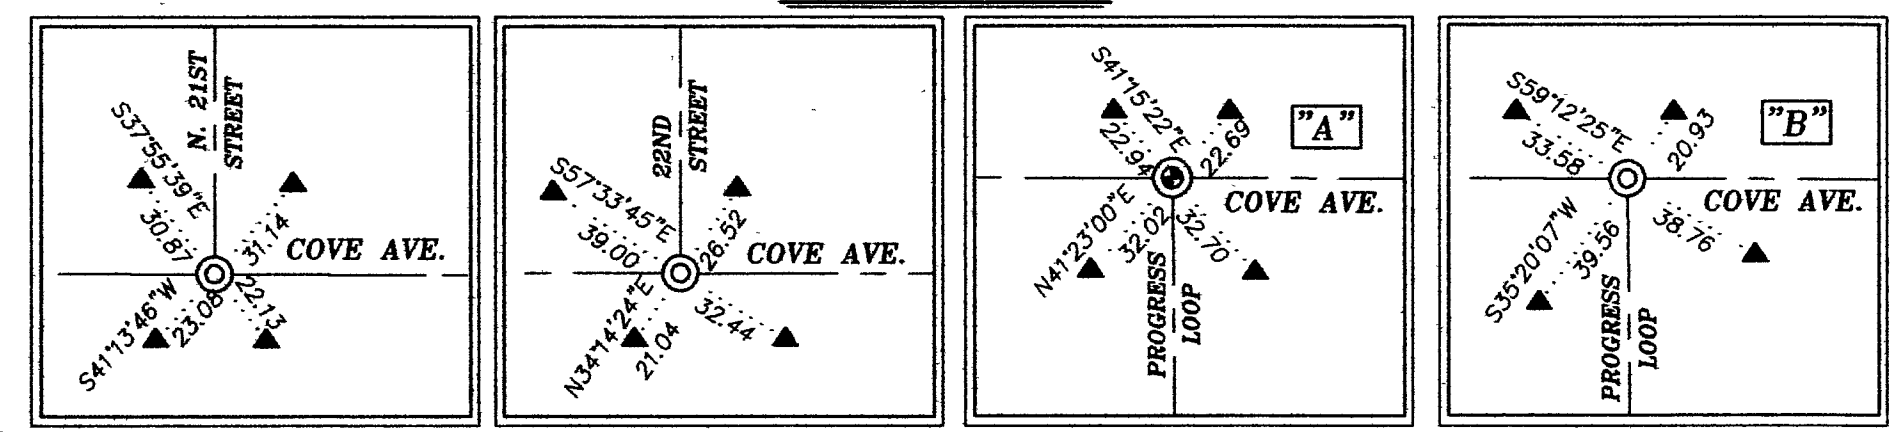 N. 21ST
STREET
S37°55'39"E
30.87
31.14
COVE AVE.
S41°13'46"W
23.08
22.13
22ND
STREET
S57°33'45"E
39.00
26.52
COVE AVE.
N34°14'24"E
21.04
32.44
S41°15'22"E
22.94
22.69
"A"
COVE AVE.
N41°23'00"E
32.02
32.70
PROGRESS
LOOP
S59°12'25"E
33.58
20.93
"B"
COVE AVE.
S35°20'07"W
39.56
38.76
PROGRESS
LOOP